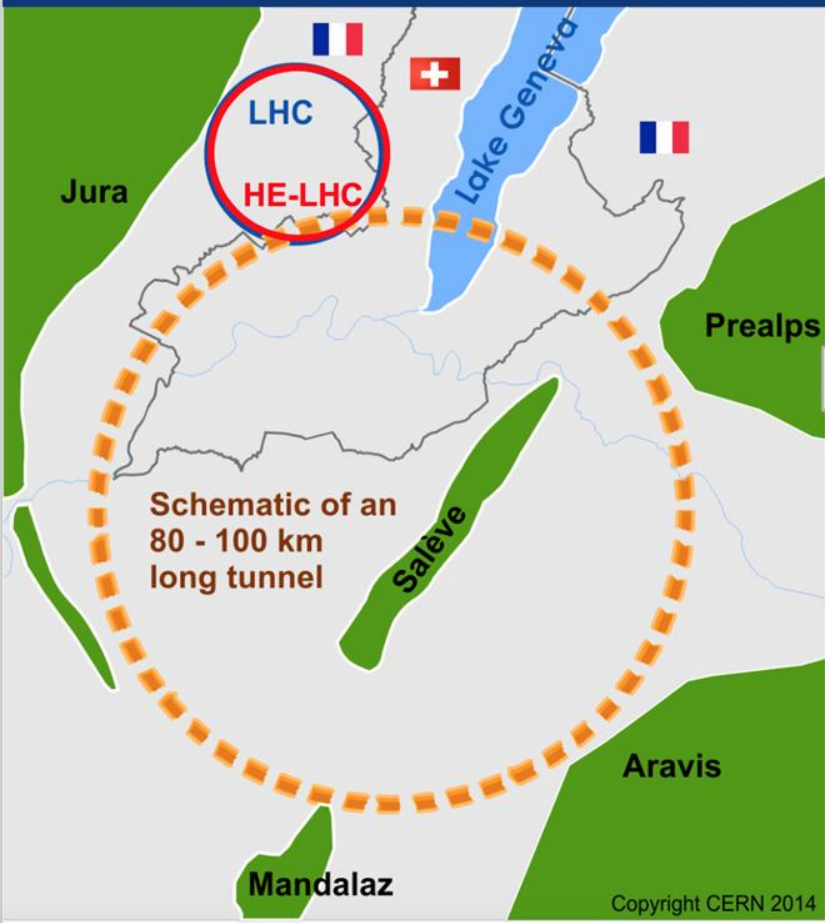 LHC
Lake Geneva
Jura
HE-LHC
Prealps
Schematic of an
80 - 100 km
long tunnel
Salève
Aravis
Mandalaz
Copyright CERN 2014